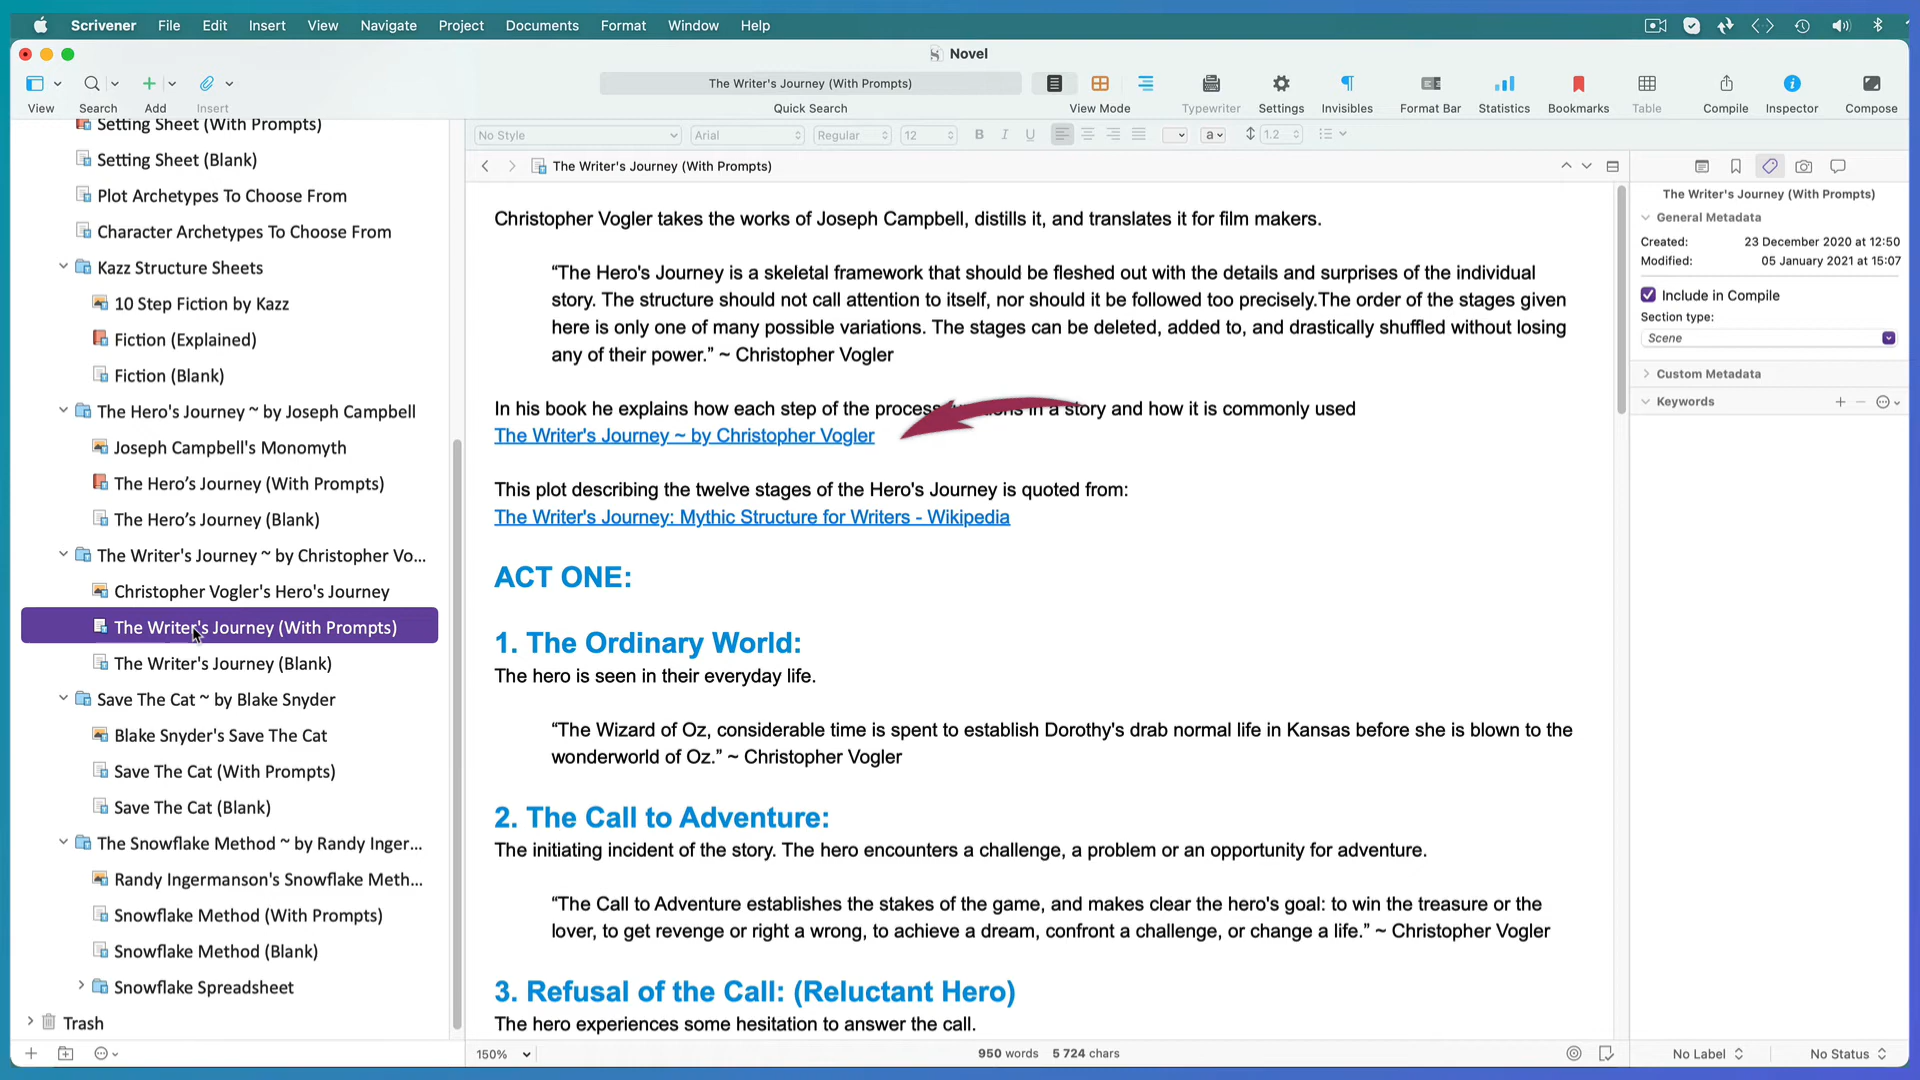 Scrivener File Edit Insert View Navigate Project Documents Format Window Help
Novel
The Writer's Journey (With Prompts)
View Search Add Insert Quick Search View Mode Typewriter Settings Invisibles Format Bar Statistics Bookmarks Table Compile Inspector Compose
No Style Arial Regular 12 B I U a 1.2
Setting Sheet (With Prompts)
Setting Sheet (Blank)
Plot Archetypes To Choose From
Character Archetypes To Choose From
Kazz Structure Sheets
10 Step Fiction by Kazz
Fiction (Explained)
Fiction (Blank)
The Hero's Journey ~ by Joseph Campbell
Joseph Campbell's Monomyth
The Hero’s Journey (With Prompts)
The Hero’s Journey (Blank)
The Writer's Journey ~ by Christopher Vo...
Christopher Vogler's Hero's Journey
The Writer's Journey (With Prompts)
The Writer's Journey (Blank)
Save The Cat ~ by Blake Snyder
Blake Snyder's Save The Cat
Save The Cat (With Prompts)
Save The Cat (Blank)
The Snowflake Method ~ by Randy Inger...
Randy Ingermanson's Snowflake Meth...
Snowflake Method (With Prompts)
Snowflake Method (Blank)
Snowflake Spreadsheet
Trash
The Writer's Journey (With Prompts)
Christopher Vogler takes the works of Joseph Campbell, distills it, and translates it for film makers.
“The Hero's Journey is a skeletal framework that should be fleshed out with the details and surprises of the individual
story. The structure should not call attention to itself, nor should it be followed too precisely.The order of the stages given
here is only one of many possible variations. The stages can be deleted, added to, and drastically shuffled without losing
any of their power.” ~ Christopher Vogler
In his book he explains how each step of the process in a story and how it is commonly used
The Writer's Journey ~ by Christopher Vogler
This plot describing the twelve stages of the Hero's Journey is quoted from:
The Writer's Journey: Mythic Structure for Writers - Wikipedia
ACT ONE:
1. The Ordinary World:
The hero is seen in their everyday life.
“The Wizard of Oz, considerable time is spent to establish Dorothy's drab normal life in Kansas before she is blown to the
wonderworld of Oz.” ~ Christopher Vogler
2. The Call to Adventure:
The initiating incident of the story. The hero encounters a challenge, a problem or an opportunity for adventure.
“The Call to Adventure establishes the stakes of the game, and makes clear the hero's goal: to win the treasure or the
lover, to get revenge or right a wrong, to achieve a dream, confront a challenge, or change a life.” ~ Christopher Vogler
3. Refusal of the Call: (Reluctant Hero)
The hero experiences some hesitation to answer the call.
150% 950 words 5 724 chars
The Writer's Journey (With Prompts)
General Metadata
Created: 23 December 2020 at 12:50
Modified: 05 January 2021 at 15:07
Include in Compile
Section type:
Scene
Custom Metadata
Keywords
No Label No Status